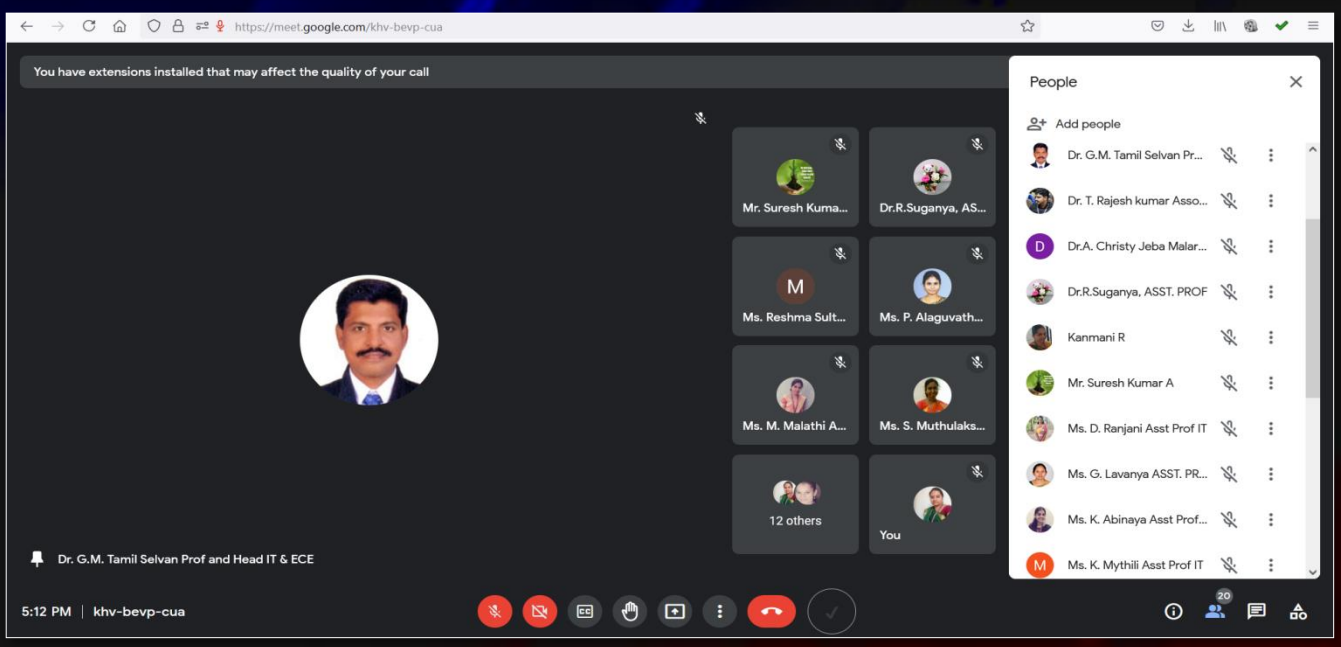 https://meet.google.com/khv-bevp-cua
You have extensions installed that may affect the quality of your call
Mr. Suresh Kuma...
Dr.R.Suganya, AS...
M
Ms. Reshma Sult...
Ms. P. Alaguvath...
Ms. M. Malathi A...
Ms. S. Muthulaks...
12 others
You
Dr. G.M. Tamil Selvan Prof and Head IT & ECE
People
Add people
Dr. G.M. Tamil Selvan Pr...
Dr. T. Rajesh kumar Asso...
D
Dr.A. Christy Jeba Malar...
Dr.R.Suganya, ASST. PROF
Kanmani R
Mr. Suresh Kumar A
Ms. D. Ranjani Asst Prof IT
Ms. G. Lavanya ASST. PR...
Ms. K. Abinaya Asst Prof...
M
Ms. K. Mythili Asst Prof IT
5:12 PM | khv-bevp-cua
CC
20